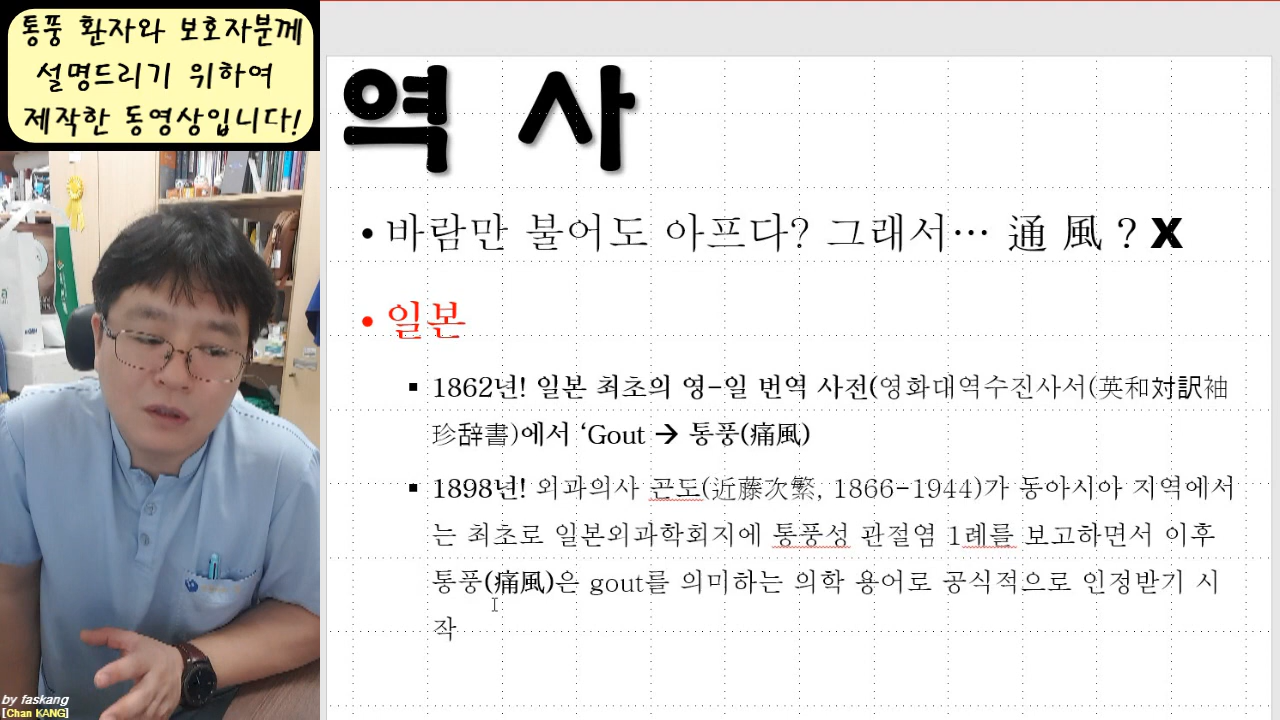 통풍 환자와 보호자분께
설명드리기 위하여
제작한 동영상입니다!
역 사
• 바람만 불어도 아프다? 그래서… 通 風 ? X
• 일본
▪ 1862년! 일본 최초의 영-일 번역 사전(영화대역수진사서(英和対訳袖
珍辞書)에서 ‘Gout → 통풍(痛風)
▪ 1898년! 외과의사 곤도(近藤次繁, 1866-1944)가 동아시아 지역에서
는 최초로 일본외과학회지에 통풍성 관절염 1례를 보고하면서 이후
통풍(痛風)은 gout를 의미하는 의학 용어로 공식적으로 인정받기 시
작
by faskang
[Chan KANG]